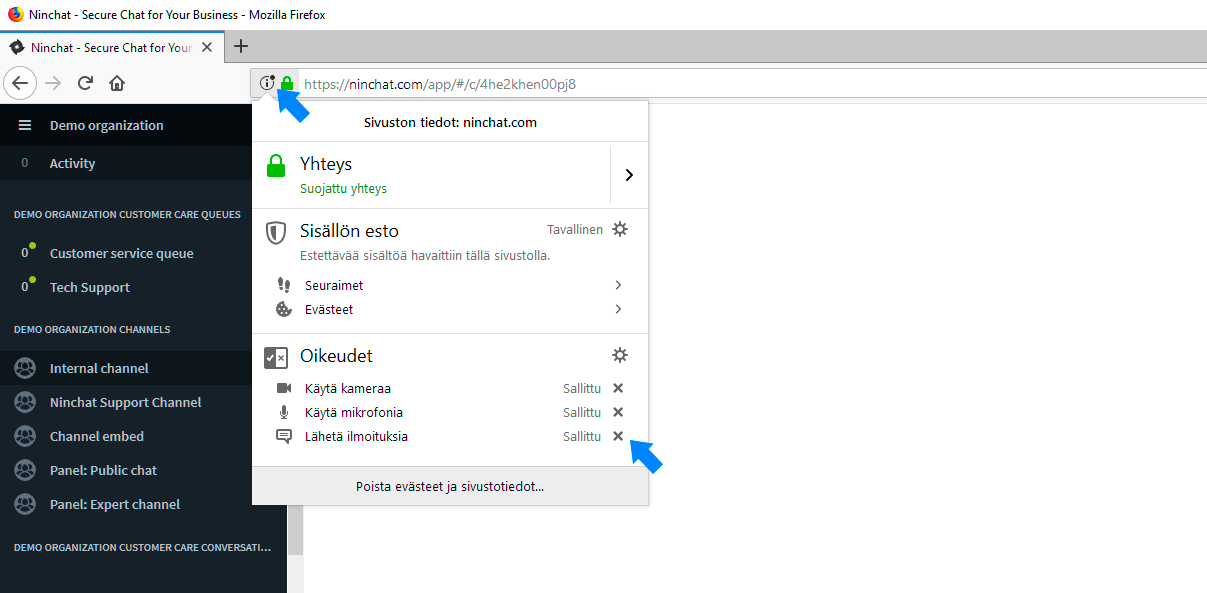 Ninchat - Secure Chat for Your Business - Mozilla Firefox
Ninchat - Secure Chat for Your
https://ninchat.com/app/#/c/4he2khen00pj8
Demo organization
0 Activity
DEMO ORGANIZATION CUSTOMER CARE QUEUES
0 Customer service queue
0 Tech Support
DEMO ORGANIZATION CHANNELS
Internal channel
Ninchat Support Channel
Channel embed
Panel: Public chat
Panel: Expert channel
DEMO ORGANIZATION CUSTOMER CARE CONVERSATI...
Sivuston tiedot: ninchat.com
Yhteys
Suojattu yhteys
Sisällön esto Tavallinen
Estettävää sisältöä havaittiin tällä sivustolla.
Seuraimet
Evästeet
Oikeudet
Käytä kameraa Sallittu
Käytä mikrofonia Sallittu
Lähetä ilmoituksia Sallittu
Poista evästeet ja sivustotiedot...